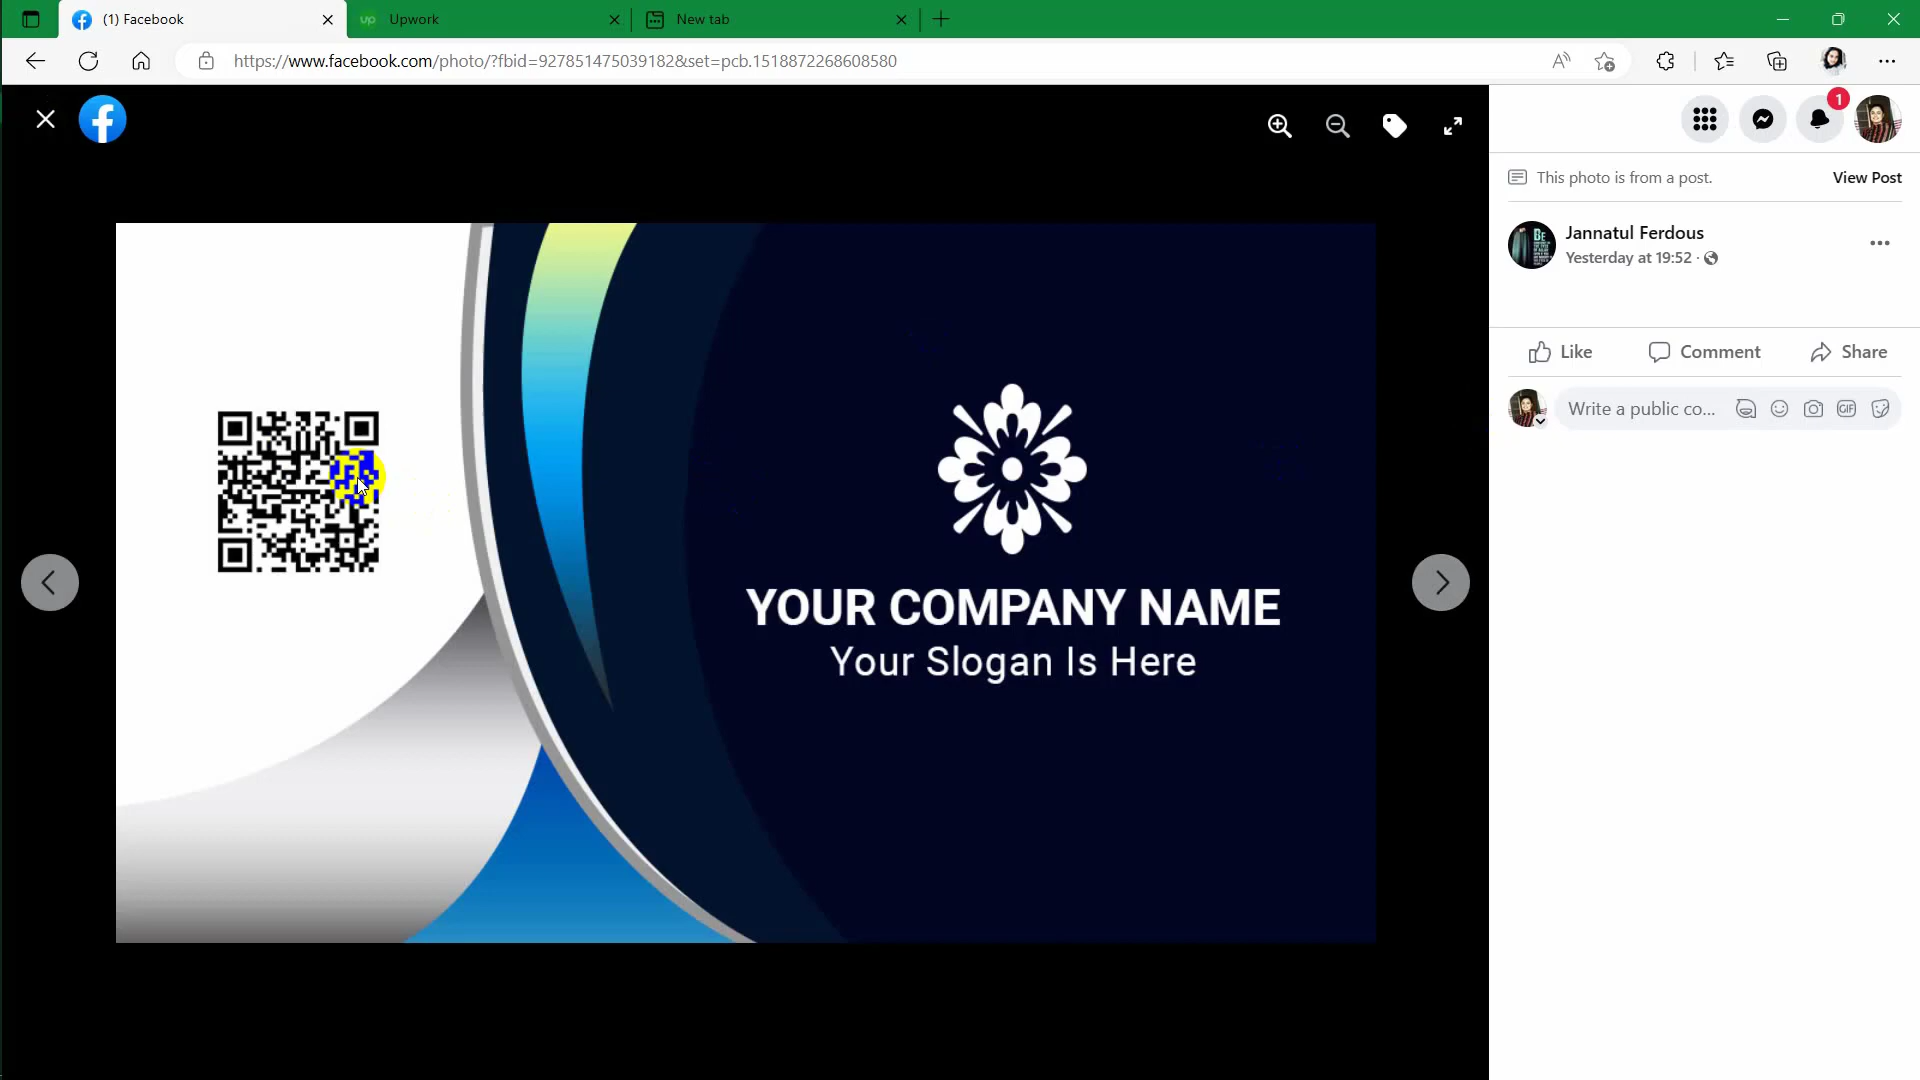 (1) Facebook
Upwork
New tab
https://www.facebook.com/photo/?fbid=927851475039182&set=pcb.1518872268608580
1
This photo is from a post.
View Post
Jannatul Ferdous
Yesterday at 19:52 ·
Like
Comment
Share
Write a public co...
GIF
YOUR COMPANY NAME
Your Slogan Is Here